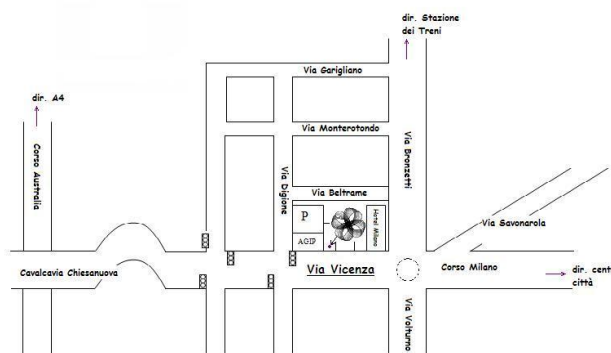 dir. Stazione
dei Treni
Via Garigliano
dir. A4
Via Monterotondo
Via Bronzetti
Corso Australia
Via Digione
Via Beltrame
P
Hotel Milano
AGIP
Via Savonarola
Via Vicenza
Corso Milano
Cavalcavia Chiesanuova
dir. cent
città
Via Volturno